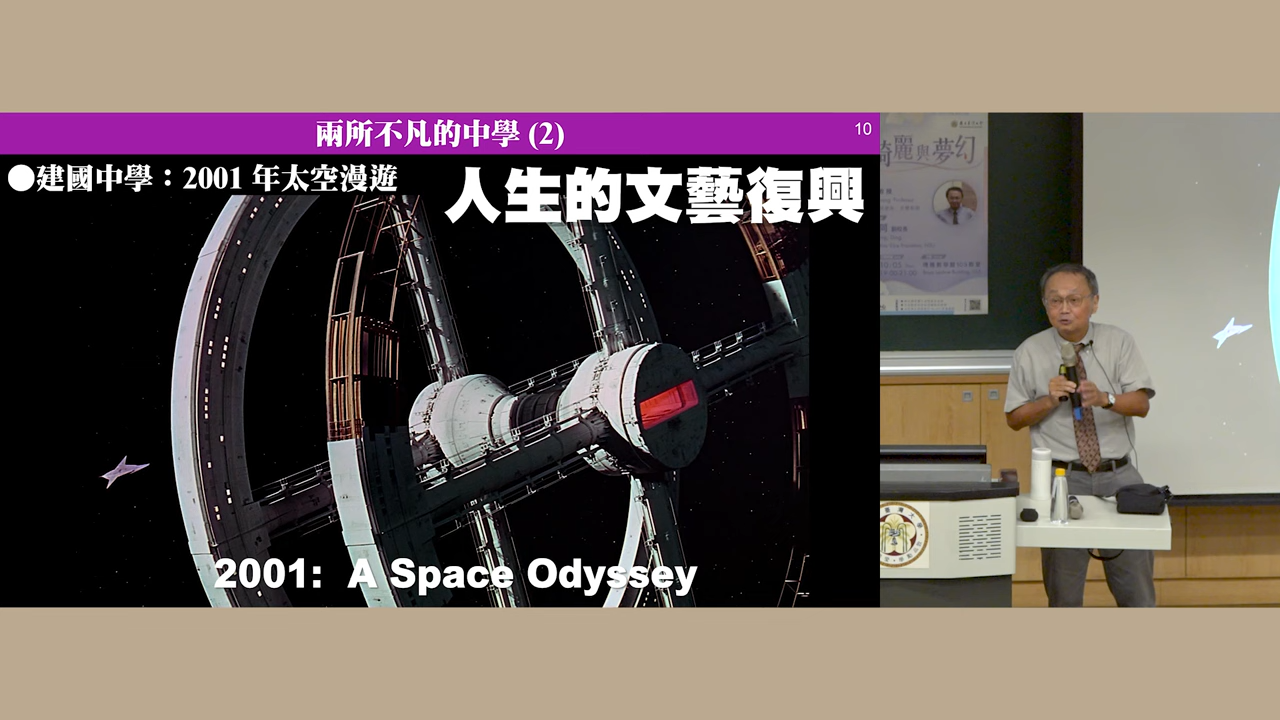 兩所不凡的中學 (2)
10
●建國中學：2001 年太空漫遊
人生的文藝復興
2001: A Space Odyssey
綺麗與夢幻